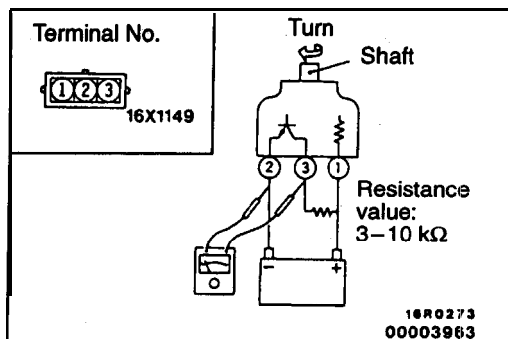 Terminal No.
1 2 3
16X1149
Turn
Shaft
2 3 1
Resistance
value:
3–10 kΩ
− +
16R0273
00003963